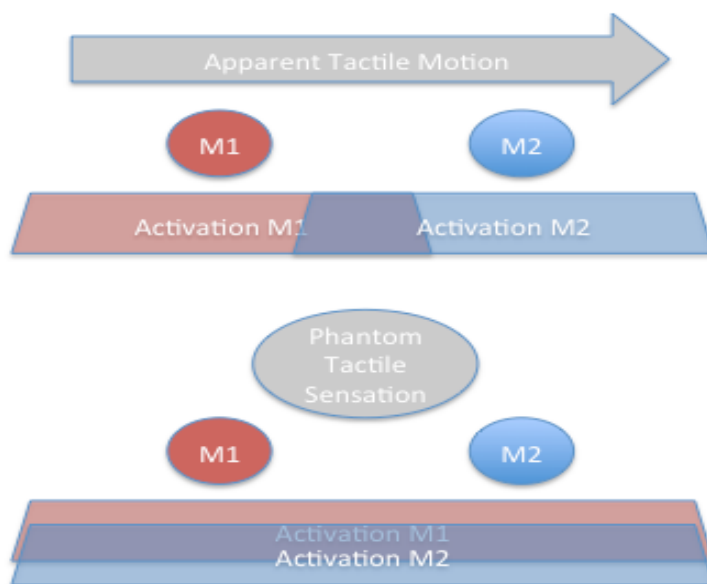 Apparent Tactile Motion
M1 M2
Activation M1 Activation M2
Phantom
Tactile
Sensation
M1 M2
Activation M1
Activation M2